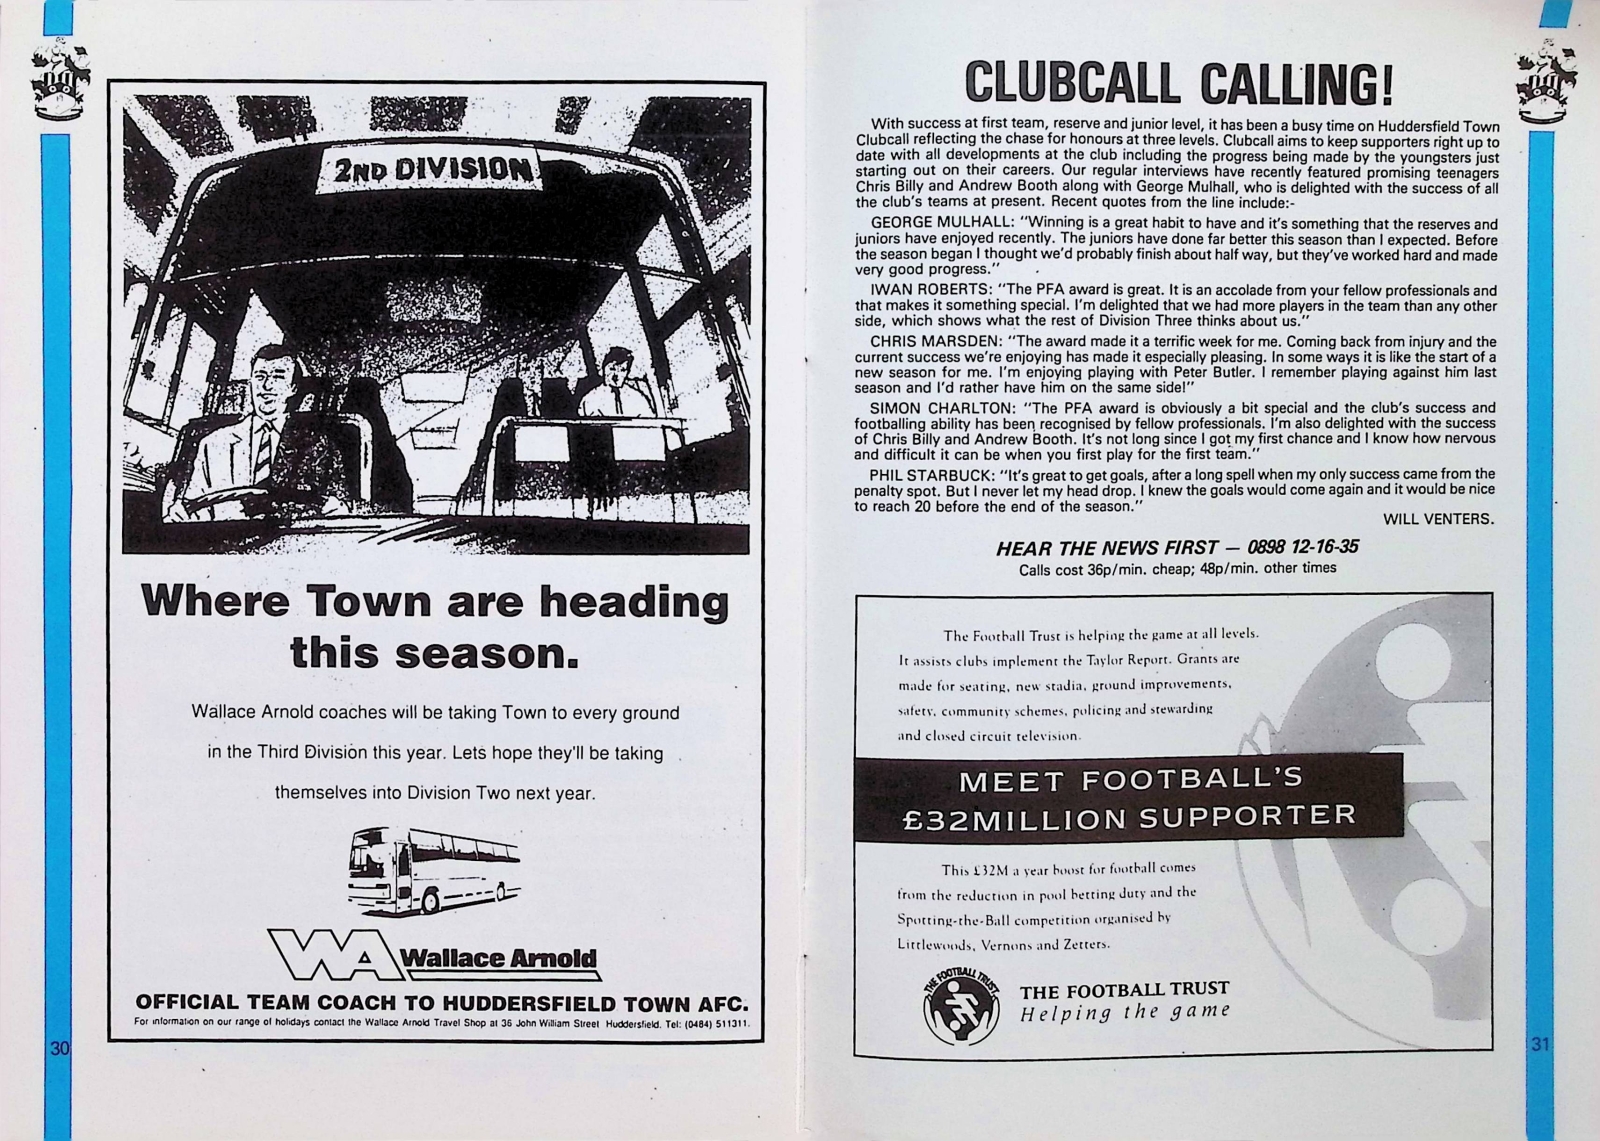 2ND DIVISION
Where Town are heading
this season.
Wallace Arnold coaches will be taking Town to every ground
in the Third Division this year. Lets hope they'll be taking
themselves into Division Two next year.
WA Wallace Arnold
OFFICIAL TEAM COACH TO HUDDERSFIELD TOWN AFC.
For information on our range of holidays contact the Wallace Arnold Travel Shop at 36 John William Street Huddersfield. Tel: (0484) 511311.
30
CLUBCALL CALLING!
With success at first team, reserve and junior level, it has been a busy time on Huddersfield Town
Clubcall reflecting the chase for honours at three levels. Clubcall aims to keep supporters right up to
date with all developments at the club including the progress being made by the youngsters just
starting out on their careers. Our regular interviews have recently featured promising teenagers
Chris Billy and Andrew Booth along with George Mulhall, who is delighted with the success of all
the club's teams at present. Recent quotes from the line include:-
GEORGE MULHALL: "Winning is a great habit to have and it's something that the reserves and
juniors have enjoyed recently. The juniors have done far better this season than I expected. Before
the season began I thought we'd probably finish about half way, but they've worked hard and made
very good progress."
IWAN ROBERTS: "The PFA award is great. It is an accolade from your fellow professionals and
that makes it something special. I'm delighted that we had more players in the team than any other
side, which shows what the rest of Division Three thinks about us."
CHRIS MARSDEN: "The award made it a terrific week for me. Coming back from injury and the
current success we're enjoying has made it especially pleasing. In some ways it is like the start of a
new season for me. I'm enjoying playing with Peter Butler. I remember playing against him last
season and I'd rather have him on the same side!"
SIMON CHARLTON: "The PFA award is obviously a bit special and the club's success and
footballing ability has been recognised by fellow professionals. I'm also delighted with the success
of Chris Billy and Andrew Booth. It's not long since I got my first chance and I know how nervous
and difficult it can be when you first play for the first team."
PHIL STARBUCK: "It's great to get goals, after a long spell when my only success came from the
penalty spot. But I never let my head drop. I knew the goals would come again and it would be nice
to reach 20 before the end of the season."
WILL VENTERS.
HEAR THE NEWS FIRST — 0898 12-16-35
Calls cost 36p/min. cheap; 48p/min. other times
The Football Trust is helping the game at all levels.
It assists clubs implement the Taylor Report. Grants are
made for seating, new stadia, ground improvements,
safety, community schemes, policing and stewarding
and closed circuit television.
MEET FOOTBALL'S
£32MILLION SUPPORTER
This £32M a year boost for football comes
from the reduction in pool betting duty and the
Spotting-the-Ball competition organised by
Littlewoods, Vernons and Zetters.
THE FOOTBALL TRUST
THE FOOTBALL TRUST
Helping the game
31